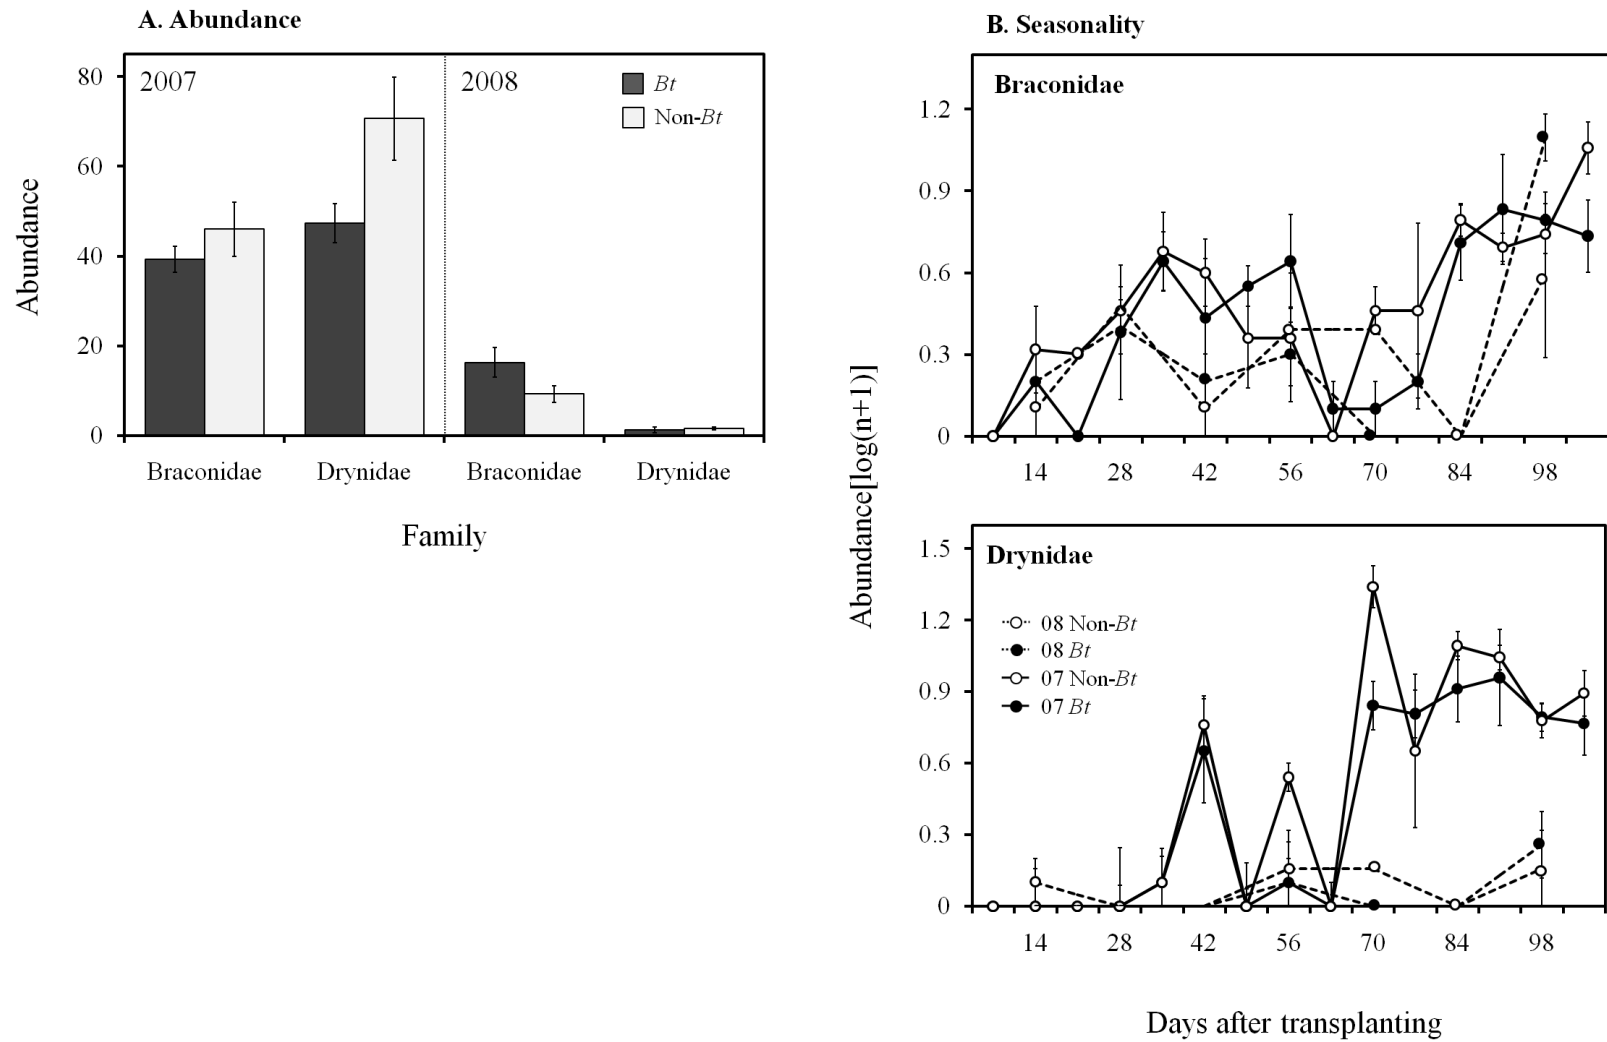 A. Abundance
2007
2008
Bt
Non-Bt
80
60
40
20
0
Abundance
Braconidae
Drynidae
Braconidae
Drynidae
Family
B. Seasonality
Braconidae
1.2
0.9
0.6
0.3
0
14
28
42
56
70
84
98
Abundance[log(n+1)]
Drynidae
1.5
1.2
0.9
0.6
0.3
0
08 Non-Bt
08 Bt
07 Non-Bt
07 Bt
14
28
42
56
70
84
98
Days after transplanting